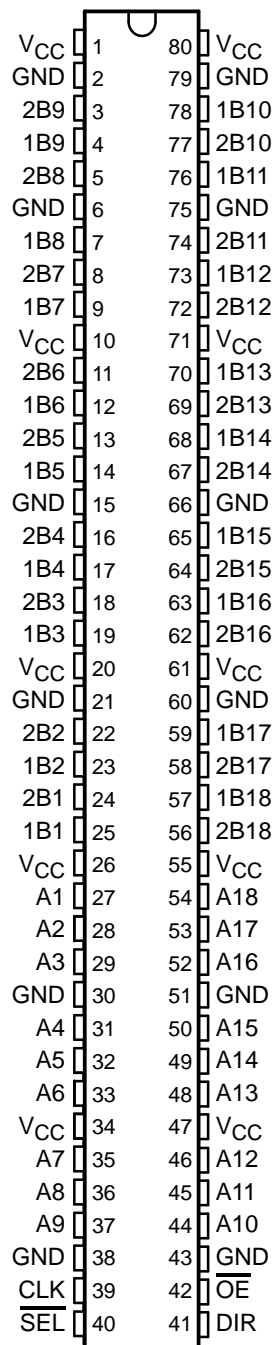 VCC 1 80 VCC
GND 2 79 GND
2B9 3 78 1B10
1B9 4 77 2B10
2B8 5 76 1B11
GND 6 75 GND
1B8 7 74 2B11
2B7 8 73 1B12
1B7 9 72 2B12
VCC 10 71 VCC
2B6 11 70 1B13
1B6 12 69 2B13
2B5 13 68 1B14
1B5 14 67 2B14
GND 15 66 GND
2B4 16 65 1B15
1B4 17 64 2B15
2B3 18 63 1B16
1B3 19 62 2B16
VCC 20 61 VCC
GND 21 60 GND
2B2 22 59 1B17
1B2 23 58 2B17
2B1 24 57 1B18
1B1 25 56 2B18
VCC 26 55 VCC
A1 27 54 A18
A2 28 53 A17
A3 29 52 A16
GND 30 51 GND
A4 31 50 A15
A5 32 49 A14
A6 33 48 A13
VCC 34 47 VCC
A7 35 46 A12
A8 36 45 A11
A9 37 44 A10
GND 38 43 GND
CLK 39 42 OE
SEL 40 41 DIR